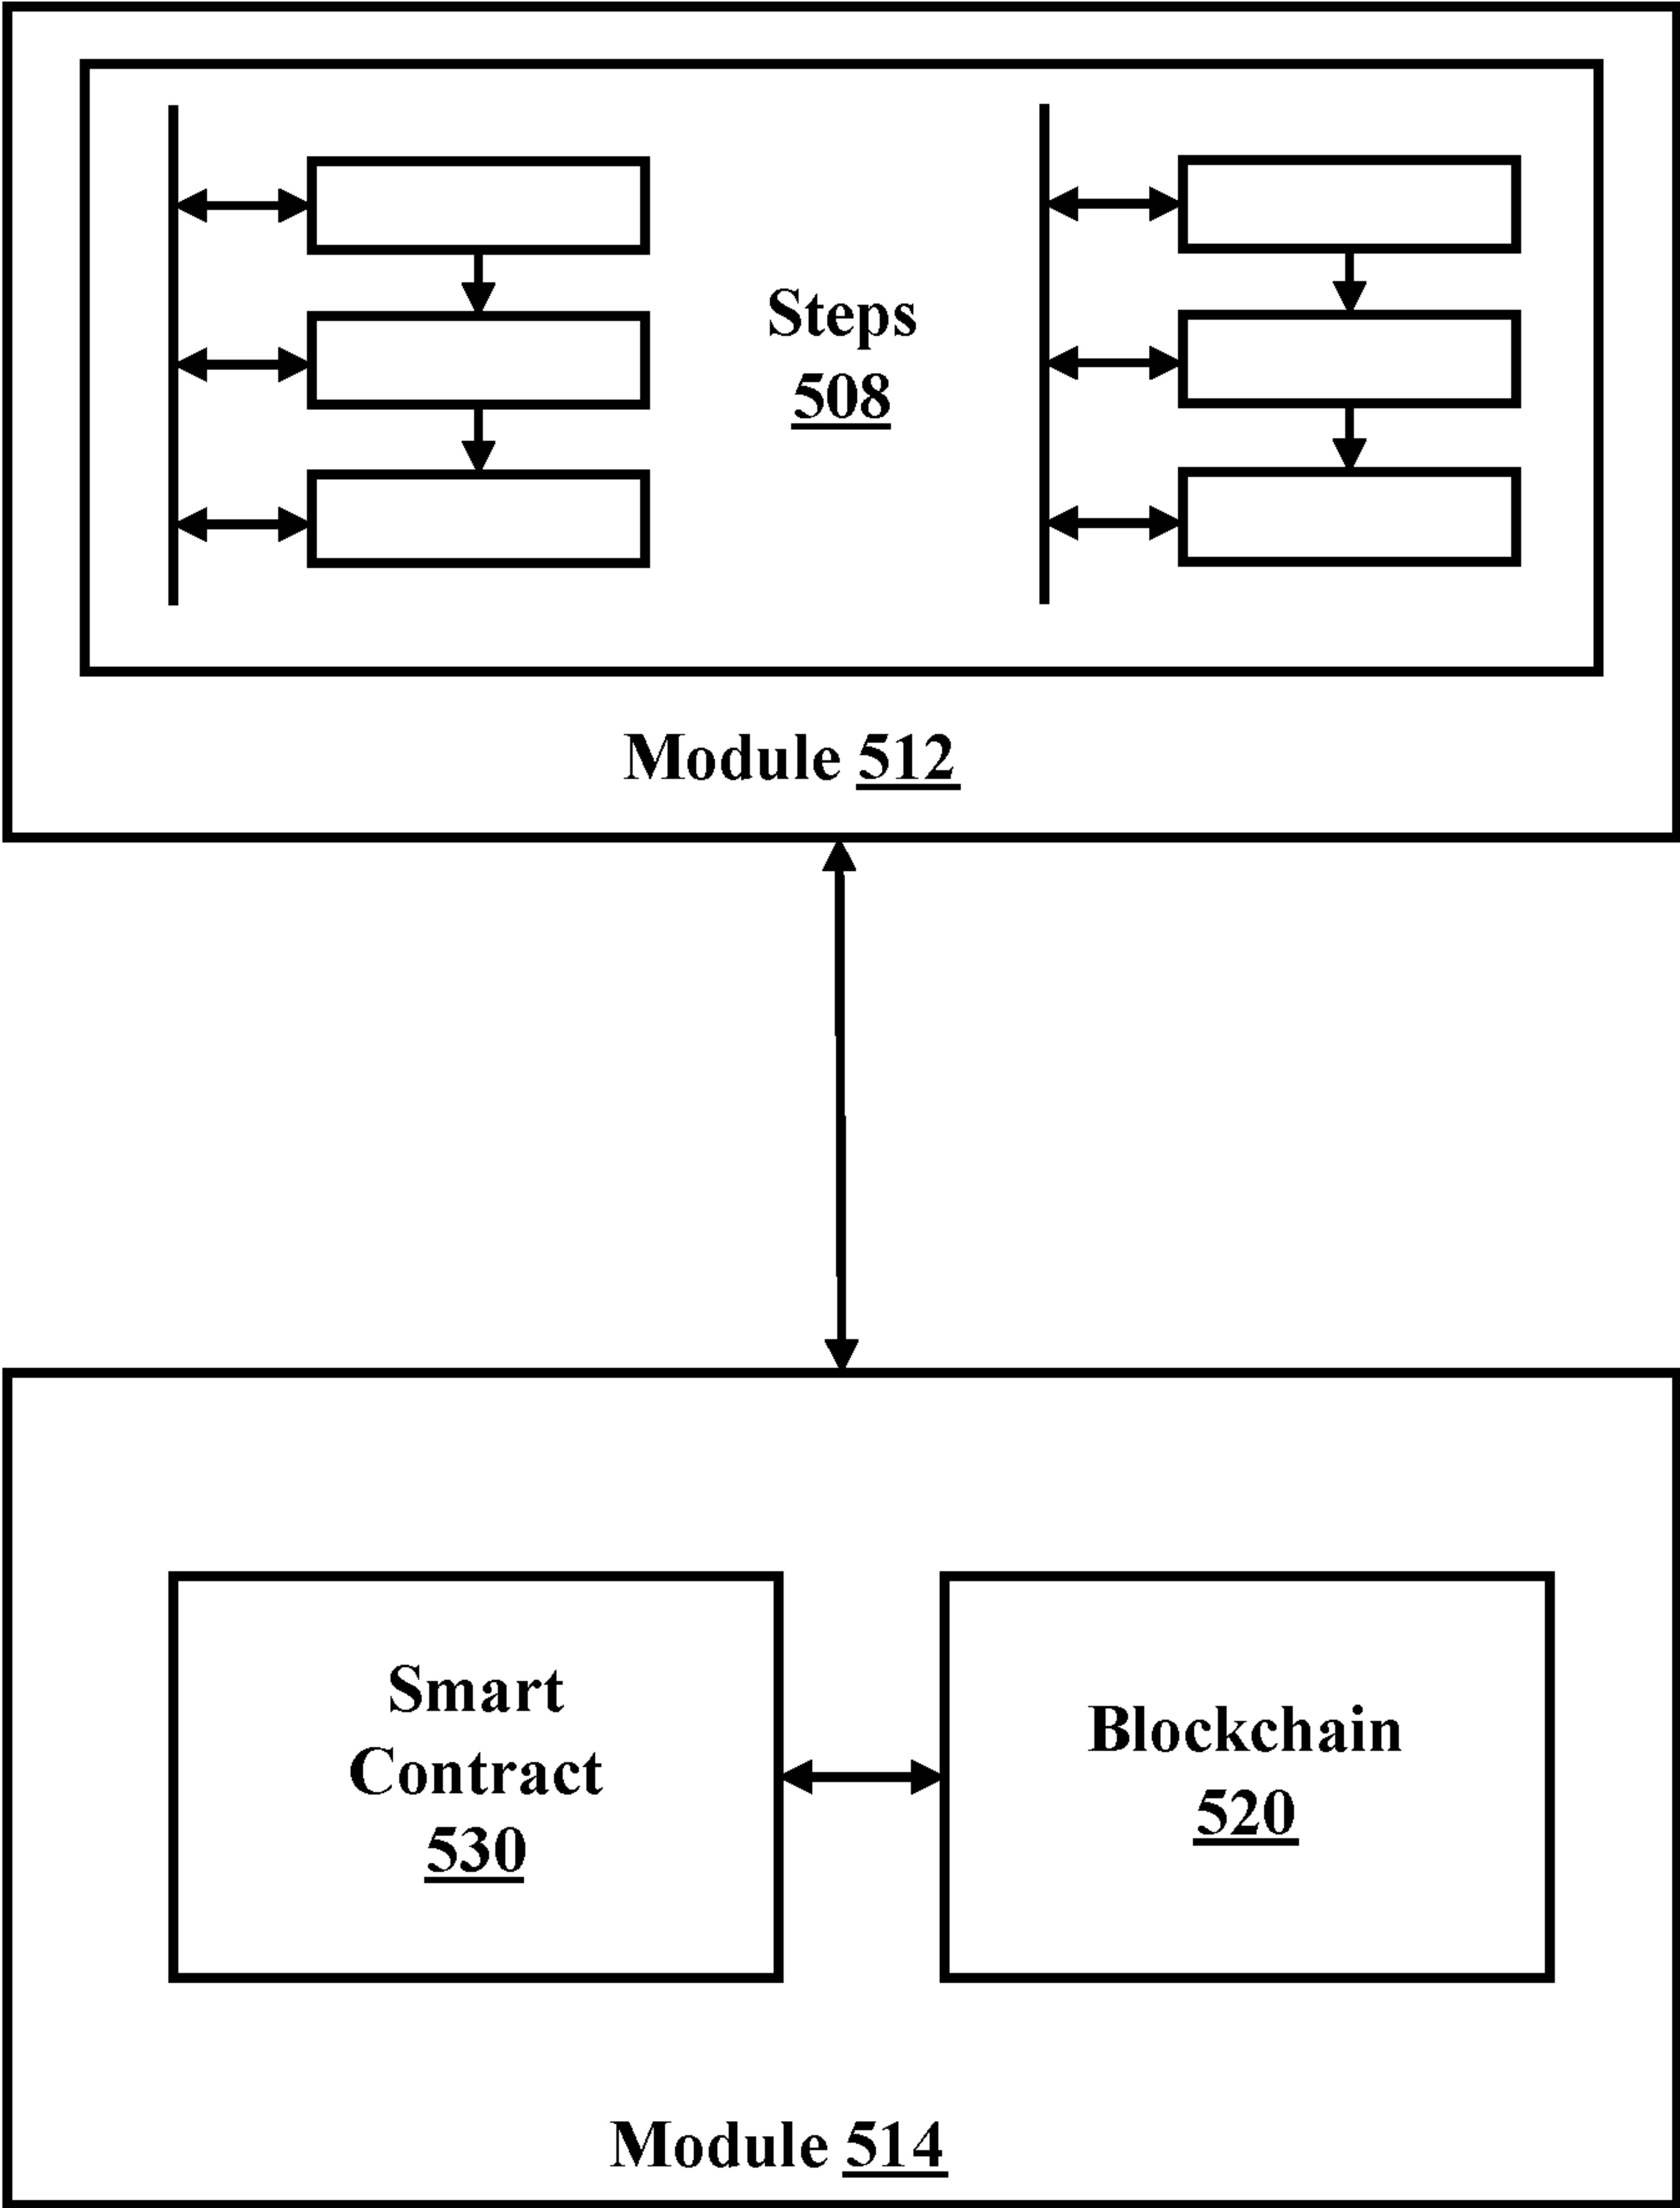 Steps
508
Module 512
Smart
Contract
530
Blockchain
520
Module 514